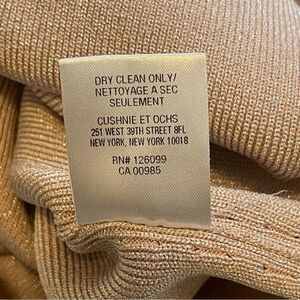 DRY CLEAN ONLY/
NETTOYAGE A SEC
SEULEMENT
CUSHNIE ET OCHS
251 WEST 39TH STREET 8FL
NEW YORK, NEW YORK 10018
RN# 126099
CA 00985